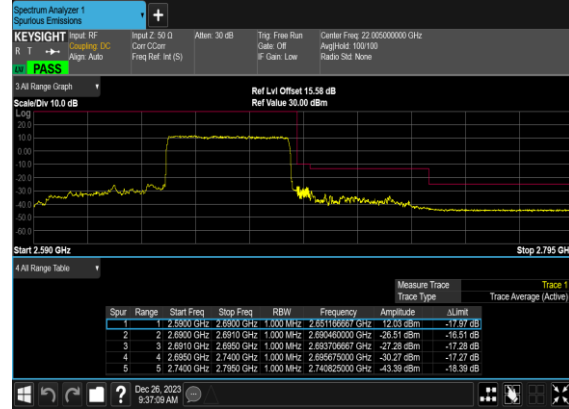 Spectrum Analyzer 1
Spurious Emissions
+
KEYSIGHT Input: RF Input Z: 50 Ω Atten: 30 dB Trig: Free Run Center Freq: 22.005000000 GHz
R T Coupling: DC Corr CCorr Gate: Off Avg|Hold: 100/100
Align: Auto Freq Ref: Int (S) IF Gain: Low Radio Std: None
PASS
3 All Range Graph
Ref Lvl Offset 15.58 dB
Scale/Div 10.0 dB Ref Value 30.00 dBm
Log
20.0
10.0
0.00
-10.0
-20.0
-30.0
-40.0
-50.0
-60.0
Start 2.590 GHz Stop 2.795 GH
4 All Range Table
Measure Trace Trace 1
Trace Type Trace Average (Active)
Spur Range Start Freq Stop Freq RBW Frequency Amplitude ΔLimit
1 1 2.5900 GHz 2.6900 GHz 1.000 MHz 2.651166667 GHz 12.03 dBm -17.97 dB
2 2 2.6900 GHz 2.6910 GHz 1.000 MHz 2.690460000 GHz -26.51 dBm -16.51 dB
3 3 2.6910 GHz 2.6950 GHz 1.000 MHz 2.693706667 GHz -27.28 dBm -17.28 dB
4 4 2.6950 GHz 2.7400 GHz 1.000 MHz 2.695675000 GHz -30.27 dBm -17.27 dB
5 5 2.7400 GHz 2.7950 GHz 1.000 MHz 2.740825000 GHz -43.39 dBm -18.39 dB
?
Dec 26, 2023
9:37:09 AM